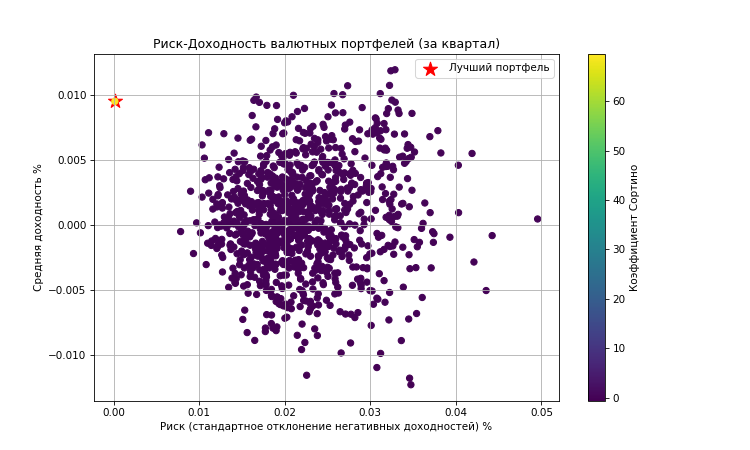 Риск-Доходность валютных портфелей (за квартал)
Лучший портфель
0.010
0.005
0.000
−0.005
−0.010
Средняя доходность %
0.00 0.01 0.02 0.03 0.04 0.05
Риск (стандартное отклонение негативных доходностей) %
60
50
40
30
20
10
0
Коэффициент Сортино